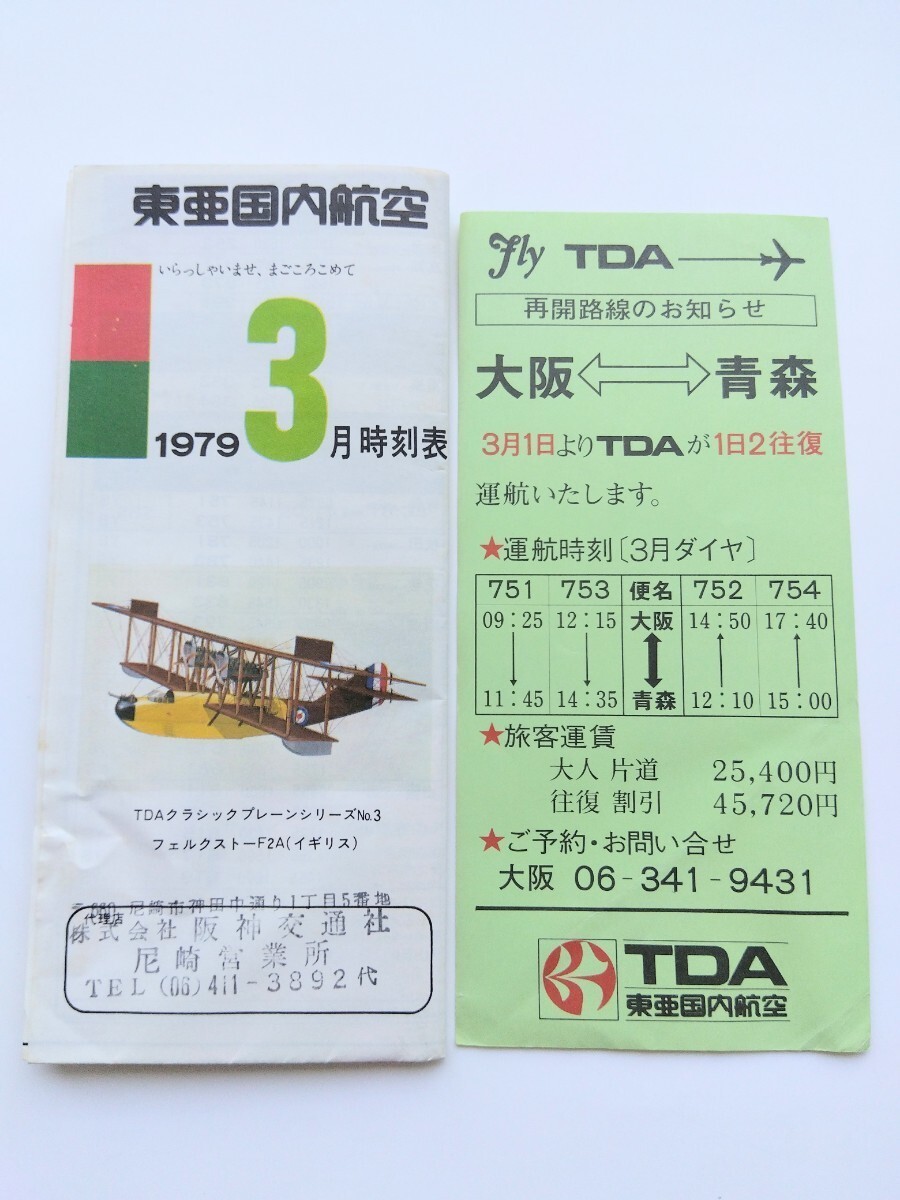 東亜国内航空
いらっしゃいませ、まごころこめて
1979 3月時刻表
TDAクラシックプレーンシリーズNo.3
フェルクストーF2A(イギリス)
〒660 尼崎市神田中通り1丁目5番地
代理店
株式会社 阪神交通社
尼崎営業所
TEL (06) 411-3892代
fly TDA
再開路線のお知らせ
大阪⇔青森
3月1日よりTDAが1日2往復
運航いたします。
★運航時刻〔3月ダイヤ〕
751 753 便名 752 754
09:25 12:15 大阪 14:50 17:40
11:45 14:35 青森 12:10 15:00
★旅客運賃
大人 片道 25,400円
往復 割引 45,720円
★ご予約・お問い合せ
大阪 06-341-9431
TDA
東亜国内航空